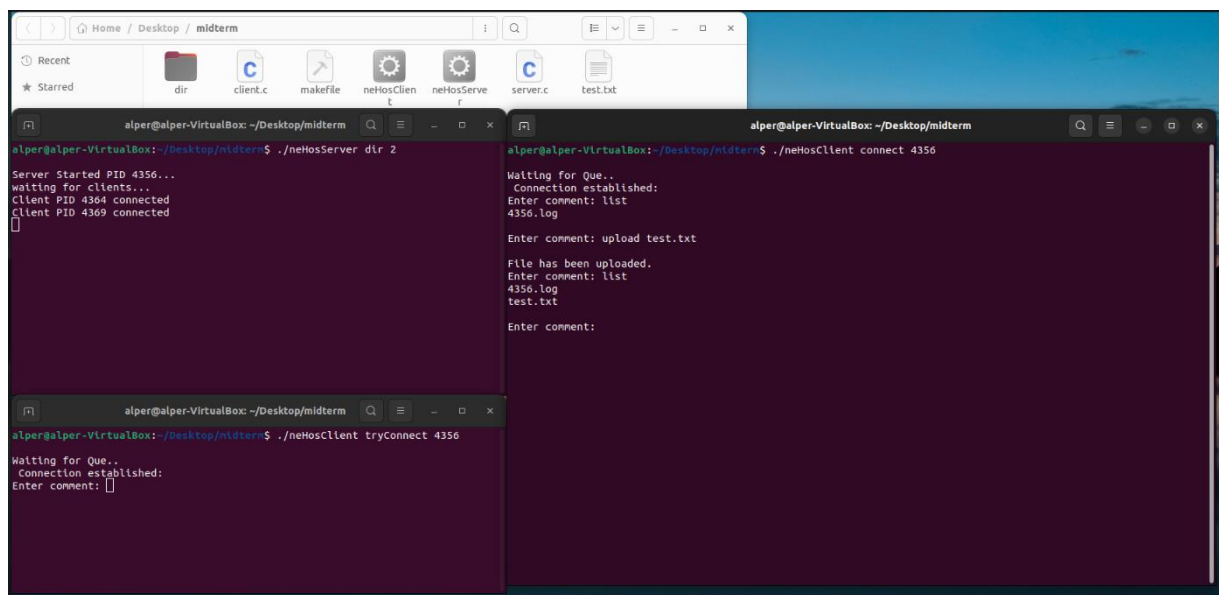 Home / Desktop / midterm
Recent
Starred
dir
client.c
makefile
neHosClien
t
neHosServe
r
server.c
test.txt
alper@alper-VirtualBox: ~/Desktop/midterm
alper@alper-VirtualBox:~/Desktop/midterm$ ./neHosServer dir 2
Server Started PID 4356...
waiting for clients...
Client PID 4364 connected
Client PID 4369 connected
alper@alper-VirtualBox: ~/Desktop/midterm
alper@alper-VirtualBox:~/Desktop/midterm$ ./neHosClient connect 4356
Waiting for Que..
Connection established:
Enter comment: list
4356.log
Enter comment: upload test.txt
File has been uploaded.
Enter comment: list
4356.log
test.txt
Enter comment:
alper@alper-VirtualBox: ~/Desktop/midterm
alper@alper-VirtualBox:~/Desktop/midterm$ ./neHosClient tryConnect 4356
Waiting for Que..
Connection established:
Enter comment: